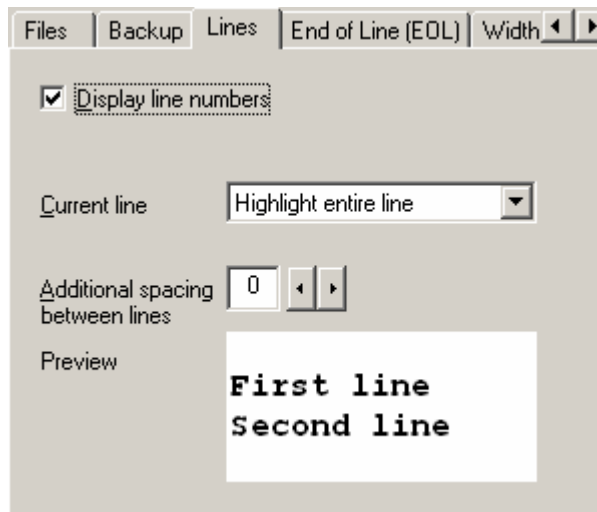 Files Backup Lines End of Line (EOL) Width
Display line numbers
Current line Highlight entire line
Additional spacing 0
between lines
Preview
First line
Second line